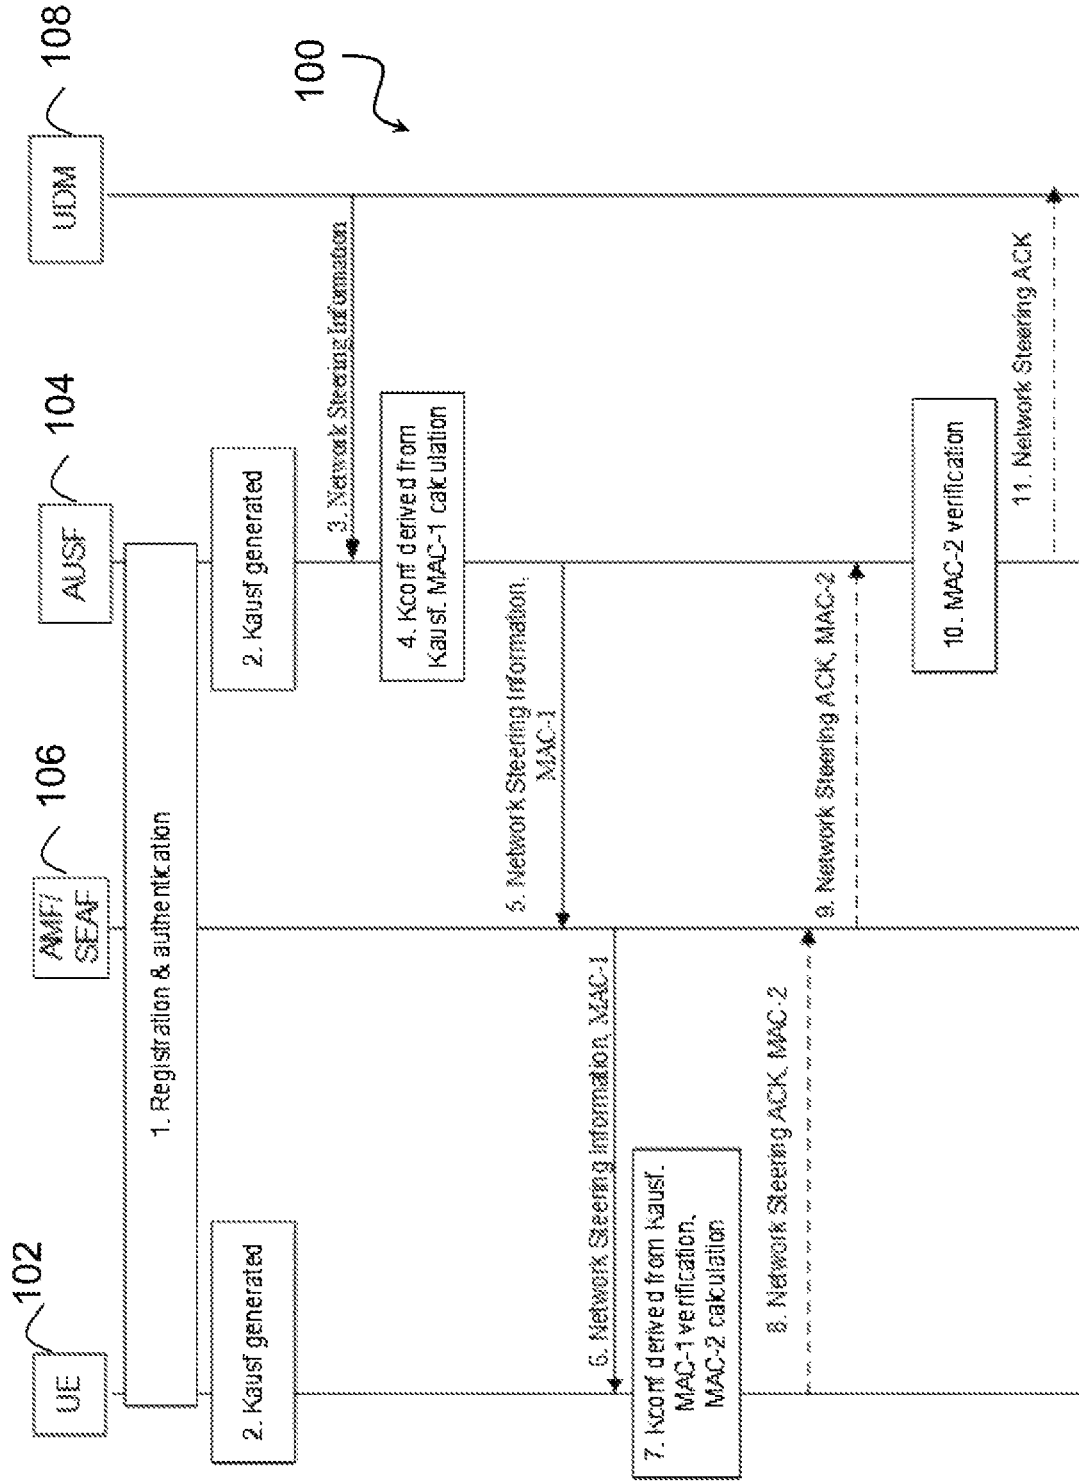 102
106
104
108
UE
AMF/
SEAF
AUSF
UDM
1. Registration & authentication
100
2. Kausf generated
2. Kausf generated
3. Network Steering Information
4. Kconf derived from
Kausf. MAC-1 calculation
5. Network Steering Information,
MAC-1
6. Network Steering Information, MAC-1
7. Kconf derived from Kausf.
MAC-1 verification,
MAC-2 calculation
8. Network Steering ACK, MAC-2
9. Network Steering ACK, MAC-2
10. MAC-2 verification
11. Network Steering ACK